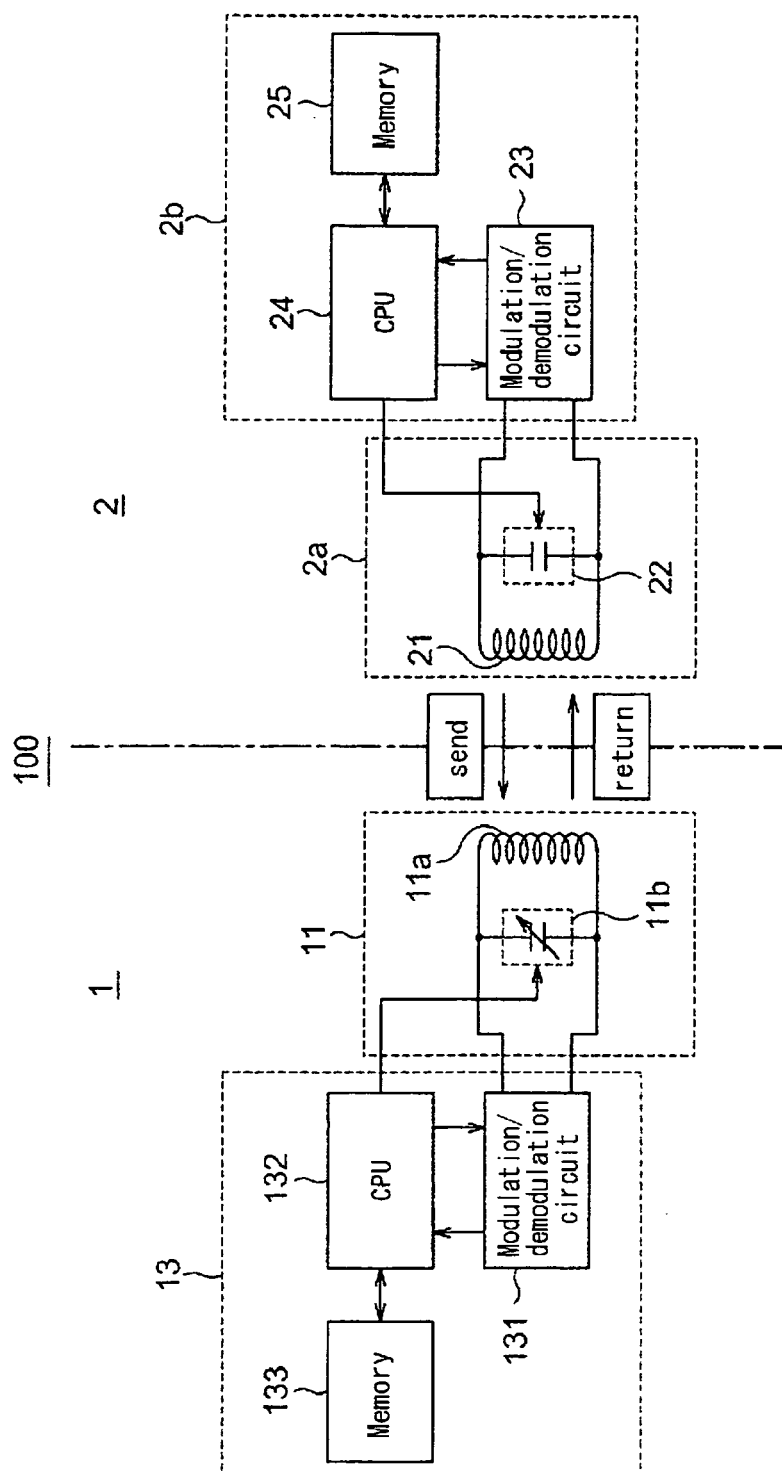 100
1
2
13
133
Memory
132
CPU
131
Modulation/
demodulation
circuit
11
11a
11b
send
return
2a
21
22
2b
24
CPU
25
Memory
23
Modulation/
demodulation
circuit